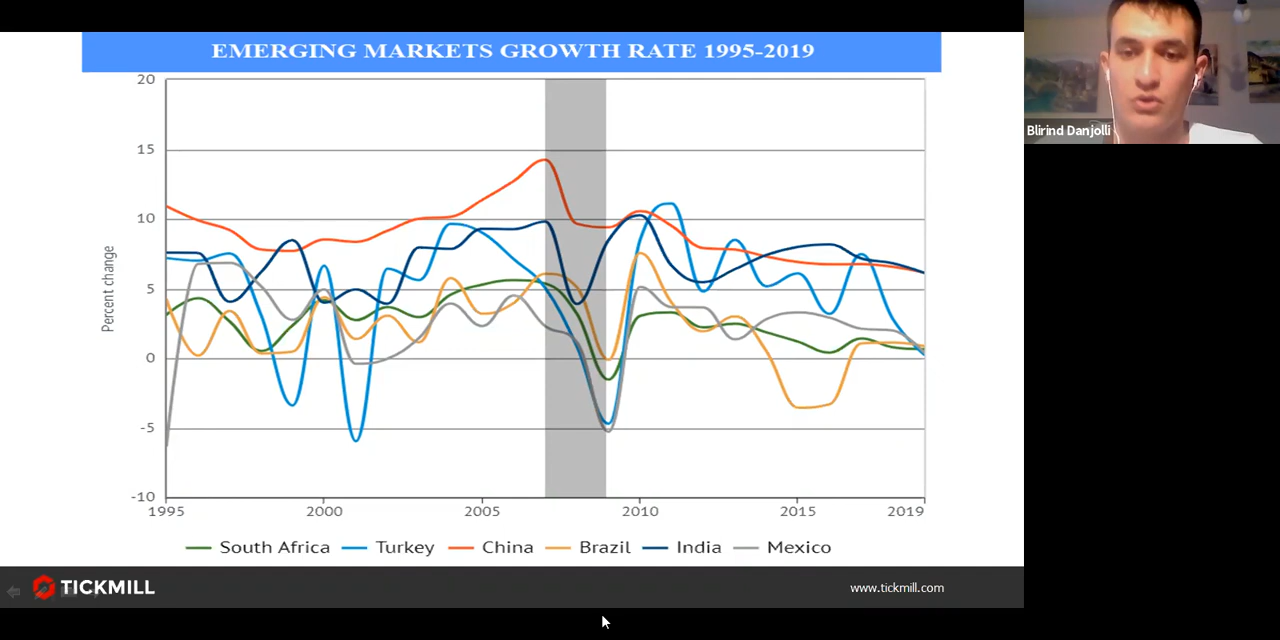 EMERGING MARKETS GROWTH RATE 1995-2019
Blirind Danjolli
20
15
10
5
0
-5
-10
Percent change
1995 2000 2005 2010 2015 2019
South Africa Turkey China Brazil India Mexico
TICKMILL
www.tickmill.com